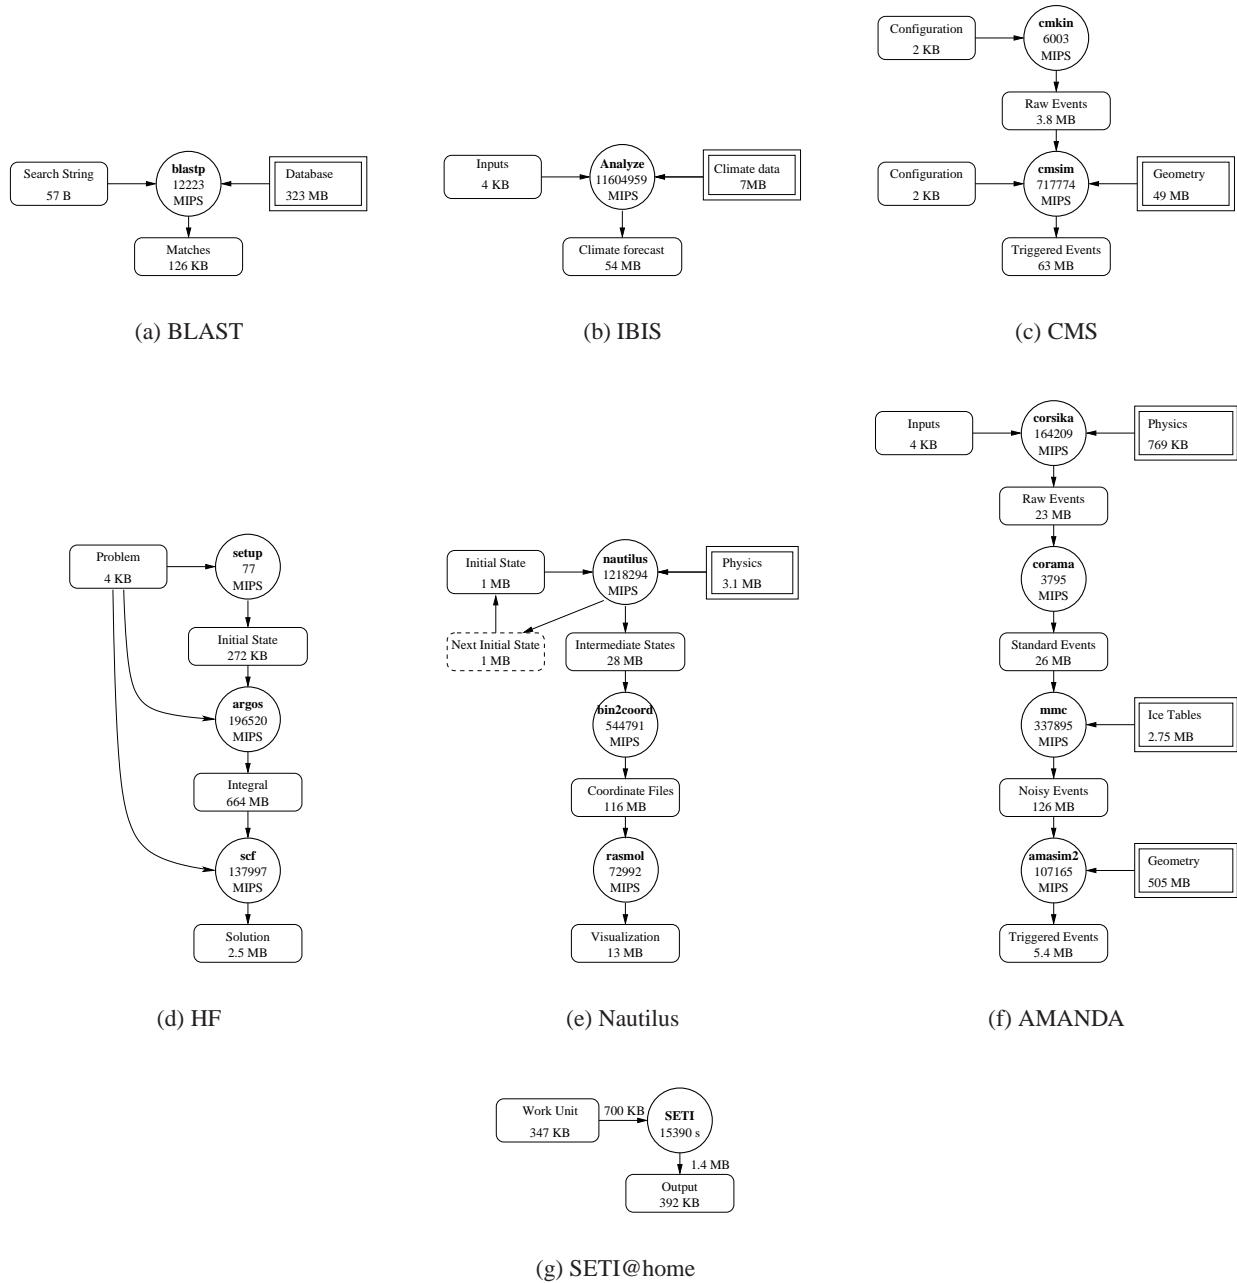 Search String
57 B
blastp
12223
MIPS
Database
323 MB
Matches
126 KB
(a) BLAST
Inputs
4 KB
Analyze
11604959
MIPS
Climate data
7MB
Climate forecast
54 MB
(b) IBIS
Configuration
2 KB
cmkin
6003
MIPS
Raw Events
3.8 MB
Configuration
2 KB
cmsim
717774
MIPS
Geometry
49 MB
Triggered Events
63 MB
(c) CMS
Problem
4 KB
setup
77
MIPS
Initial State
272 KB
argos
196520
MIPS
Integral
664 MB
scf
137997
MIPS
Solution
2.5 MB
(d) HF
Initial State
1 MB
nautilus
1218294
MIPS
Physics
3.1 MB
Next Initial State
1 MB
Intermediate States
28 MB
bin2coord
544791
MIPS
Coordinate Files
116 MB
rasmol
72992
MIPS
Visualization
13 MB
(e) Nautilus
Inputs
4 KB
corsika
164209
MIPS
Physics
769 KB
Raw Events
23 MB
corama
3795
MIPS
Standard Events
26 MB
mmc
337895
MIPS
Ice Tables
2.75 MB
Noisy Events
126 MB
amasim2
107165
MIPS
Geometry
505 MB
Triggered Events
5.4 MB
(f) AMANDA
Work Unit
347 KB
700 KB
SETI
15390 s
1.4 MB
Output
392 KB
(g) SETI@home